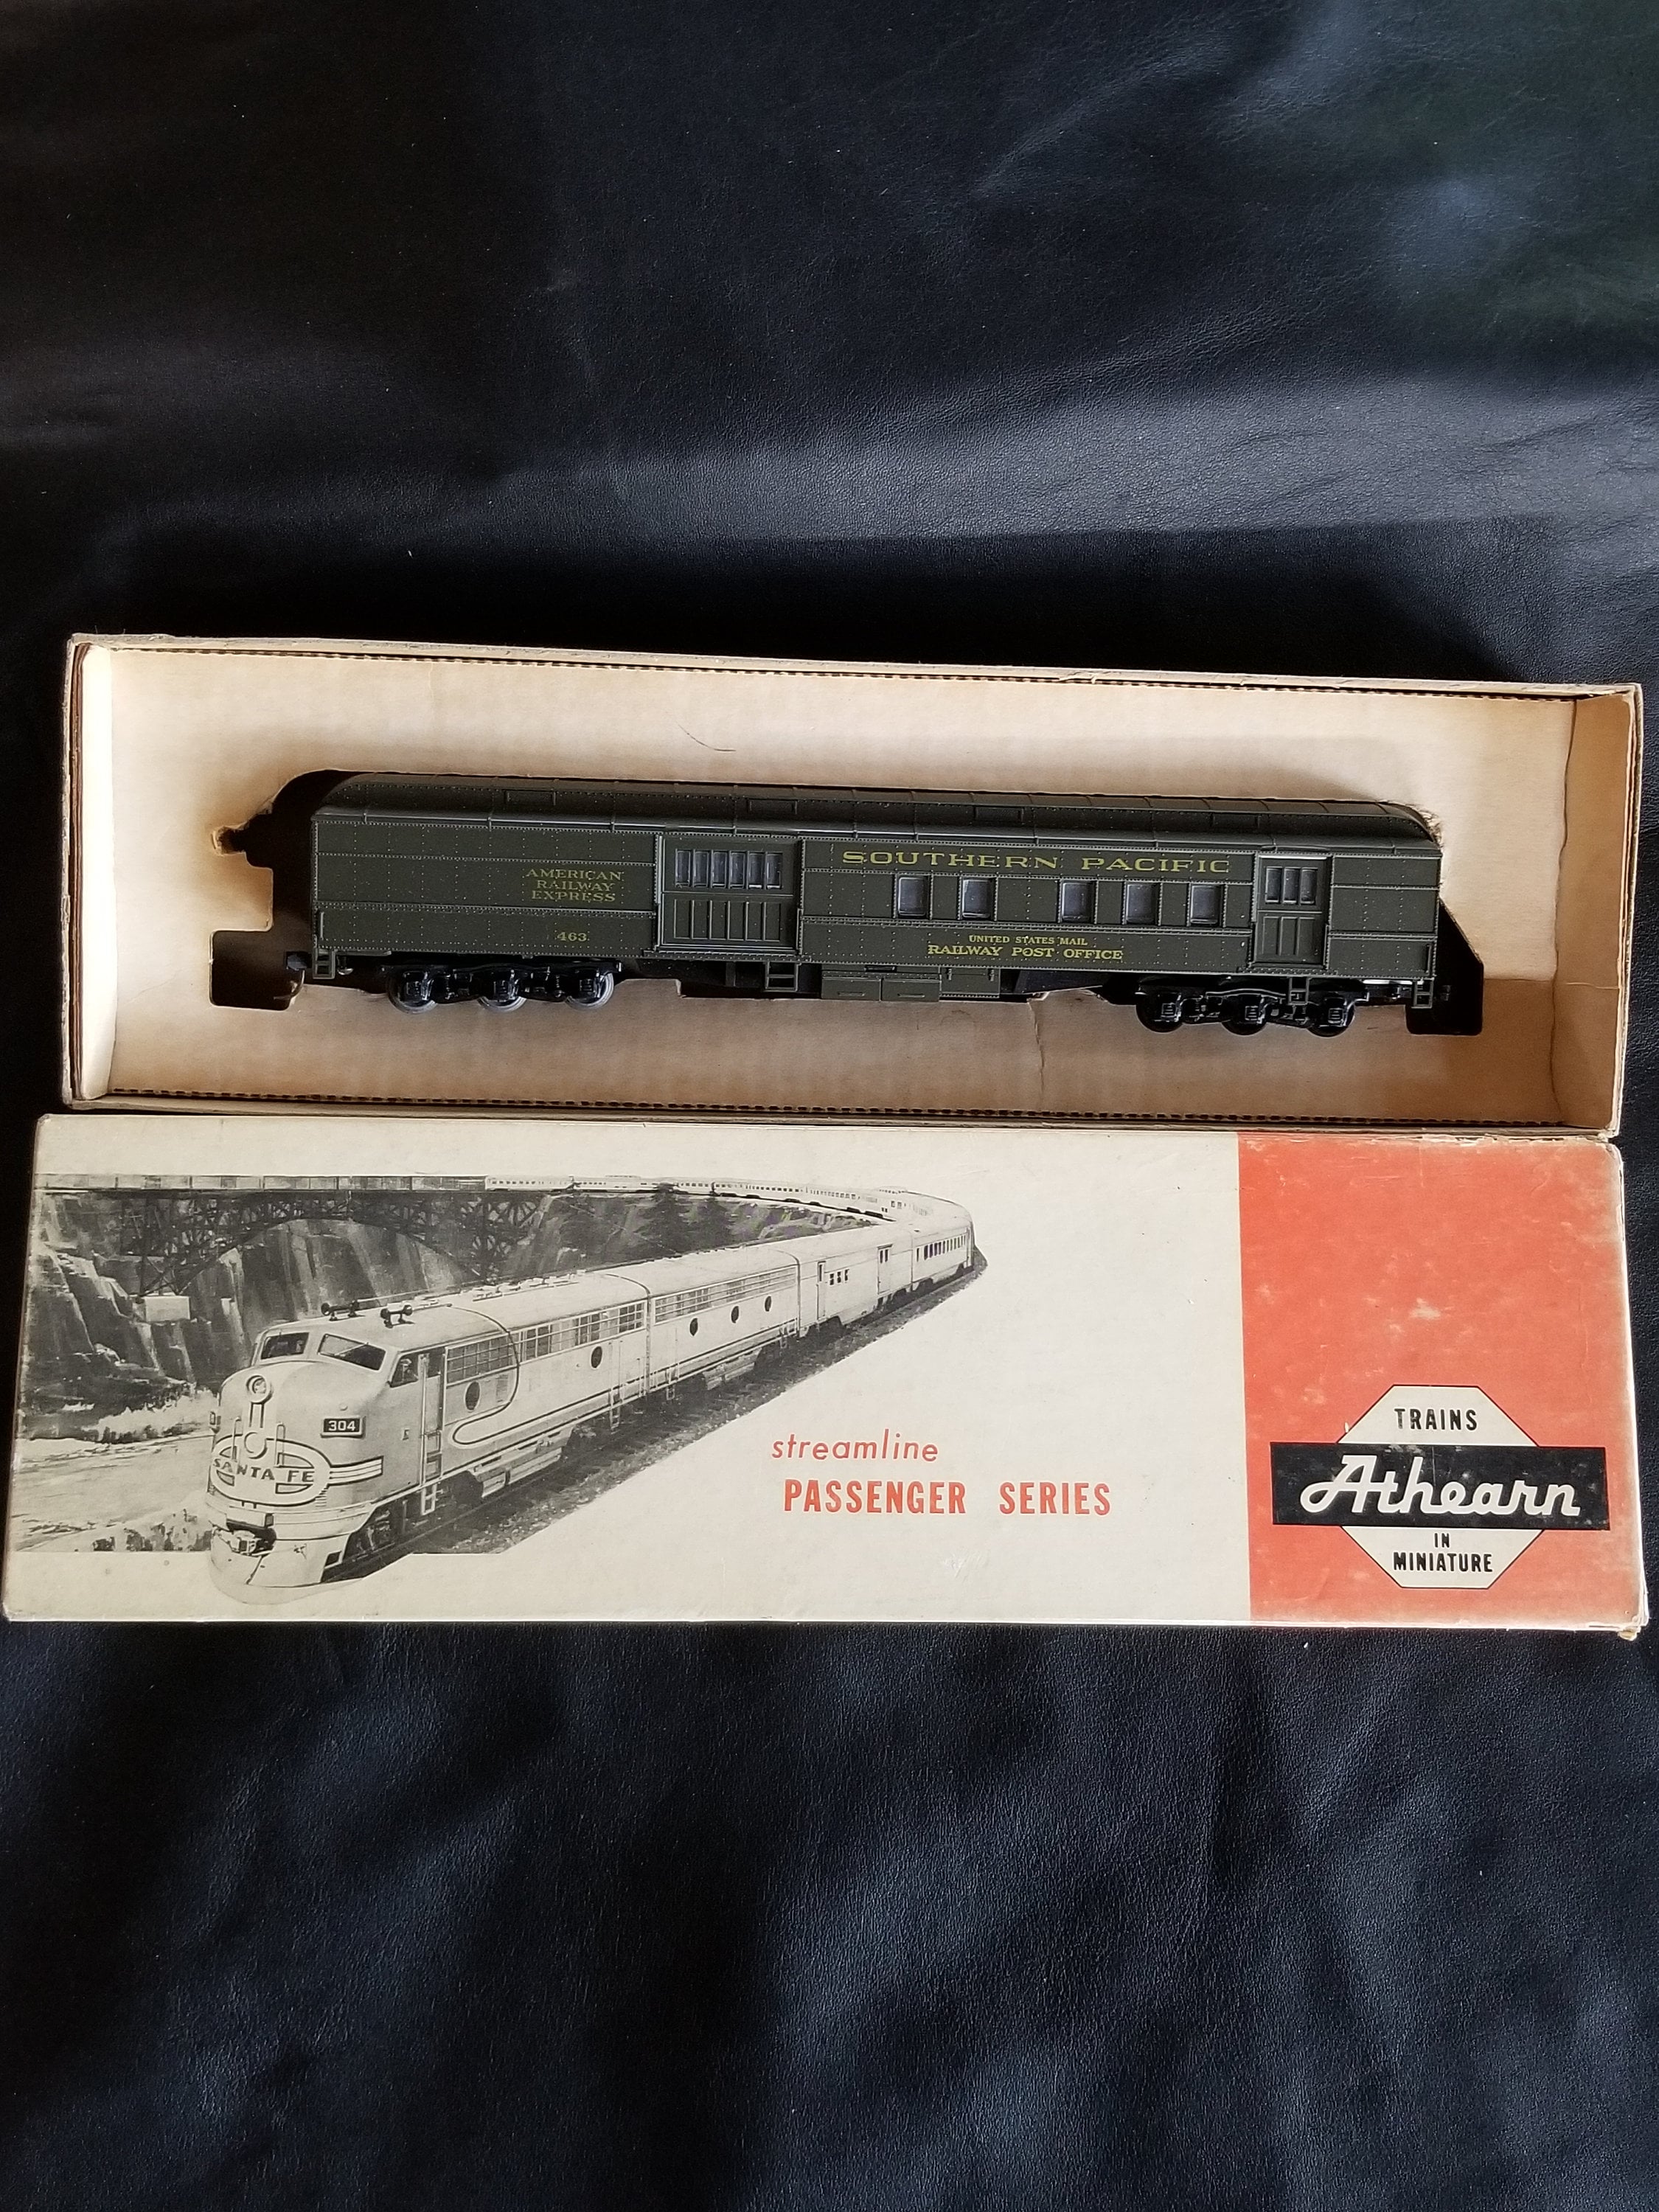 SOUTHERN PACIFIC
AMERICAN
RAILWAY
EXPRESS
463
UNITED STATES MAIL
RAILWAY POST OFFICE
304
SANTA FE
streamline
PASSENGER SERIES
TRAINS
Athearn
IN
MINIATURE